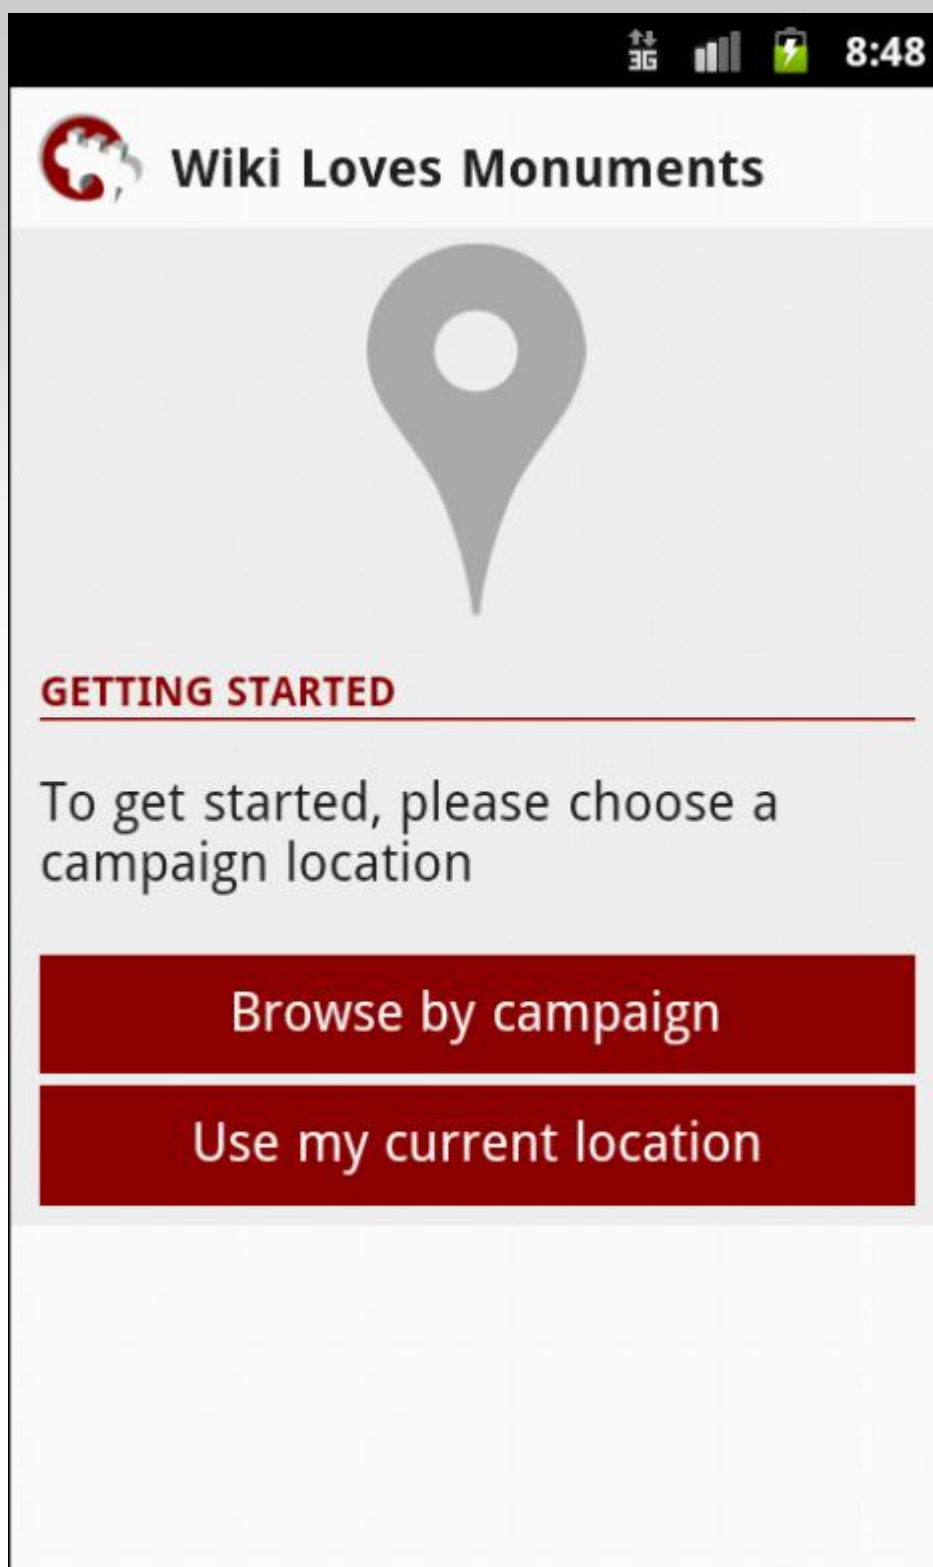 3G 8:48
Wiki Loves Monuments
GETTING STARTED
To get started, please choose a
campaign location
Browse by campaign
Use my current location